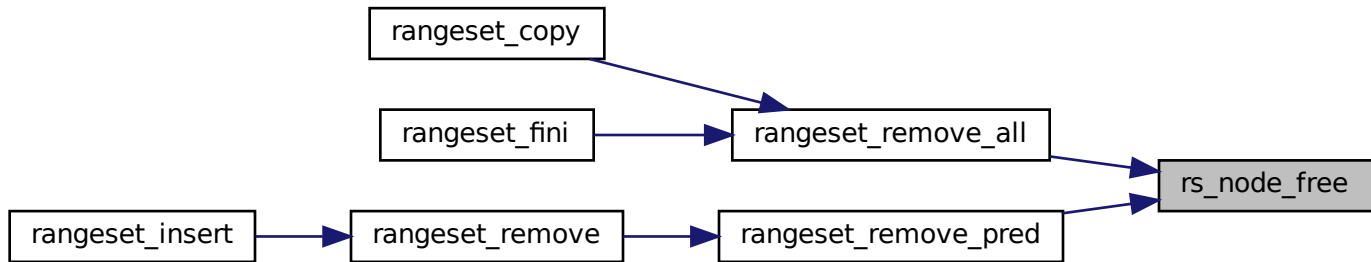 rangeset_copy
rangeset_fini
rangeset_remove_all
rs_node_free
rangeset_insert
rangeset_remove
rangeset_remove_pred